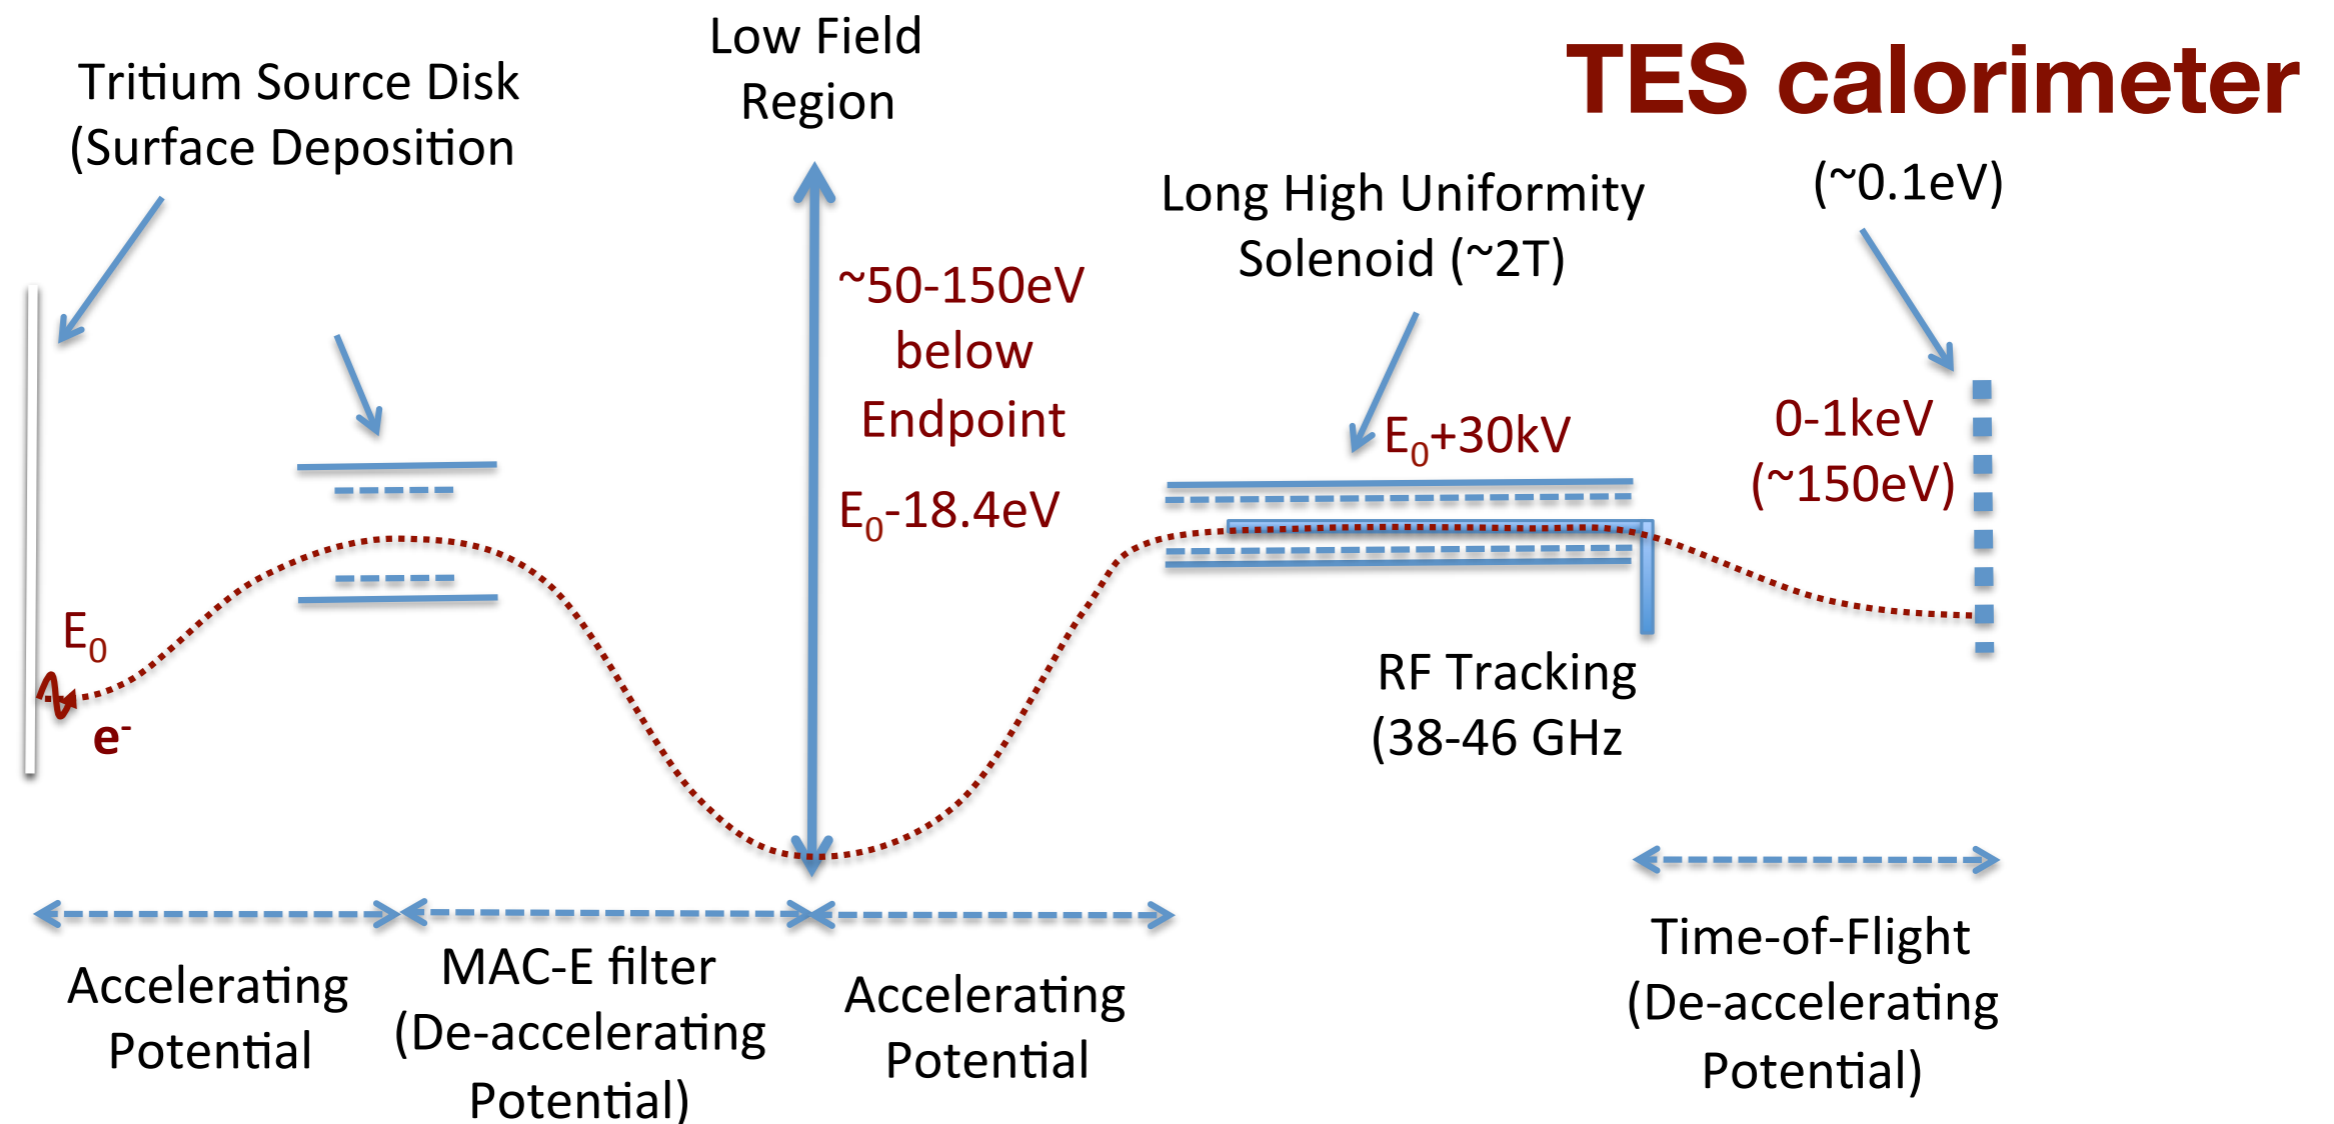 Tritium Source Disk
(Surface Deposition
Low Field
Region
TES calorimeter
(~0.1eV)
Long High Uniformity
Solenoid (~2T)
~50-150eV
below
Endpoint
E0-18.4eV
E0+30kV
0-1keV
(~150eV)
E0
e-
RF Tracking
(38-46 GHz
Accelerating
Potential
MAC-E filter
(De-accelerating
Potential)
Accelerating
Potential
Time-of-Flight
(De-accelerating
Potential)